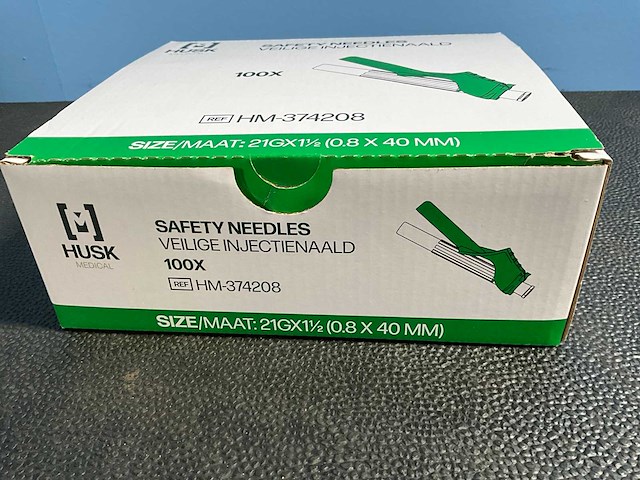 HUSK
SAFETY NEEDLES
VEILIGE INJECTIENAALD
100X
REF HM-374208
SIZE/MAAT: 21GX1½ (0.8 X 40 MM)
HUSK
MEDICAL
SAFETY NEEDLES
VEILIGE INJECTIENAALD
100X
REF HM-374208
SIZE/MAAT: 21GX1½ (0.8 X 40 MM)